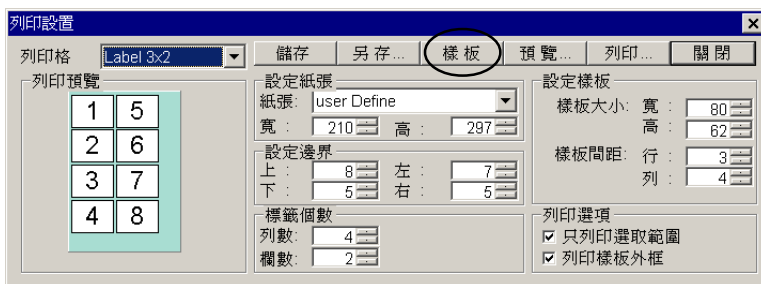 列印設置
列印格 Label 3x2 儲存 另存... 樣板 預覽... 列印... 關閉
列印預覽
1 5
2 6
3 7
4 8
設定紙張
紙張: user Define
寬 : 210 高 : 297
設定邊界
上 : 8 左 : 7
下 : 5 右 : 5
標籤個數
列數: 4
欄數: 2
設定樣板
樣板大小: 寬 : 80
高 : 62
樣板間距: 行 : 3
列 : 4
列印選項
只列印選取範圍
列印樣板外框